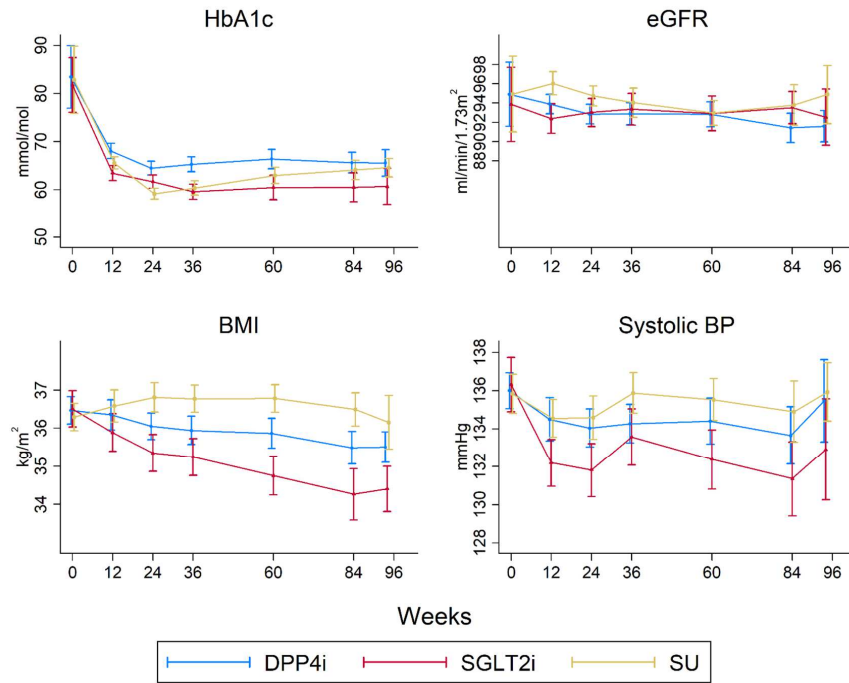 HbA1c
mmol/mol
90
80
70
60
50
0 12 24 36 60 84 96
eGFR
ml/min/1.73m²
889092949698
0 12 24 36 60 84 96
BMI
kg/m²
37
36
35
34
0 12 24 36 60 84 96
Systolic BP
mmHg
138
136
134
132
130
128
0 12 24 36 60 84 96
Weeks
DPP4i SGLT2i SU